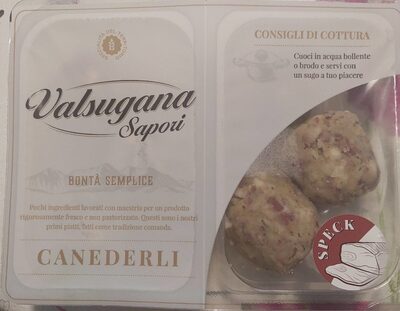 Valsugana
Sapori
BONTÀ SEMPLICE
Pochi ingredienti lavorati con maestria per un prodotto
rigorosamente fresco e non pastorizzato. Questi sono i nostri
primi piatti, fatti come tradizione comanda.
CANEDERLI
CONSIGLI DI COTTURA
Cuoci in acqua bollente
o brodo e servi con
un sugo a tuo piacere
SPECK